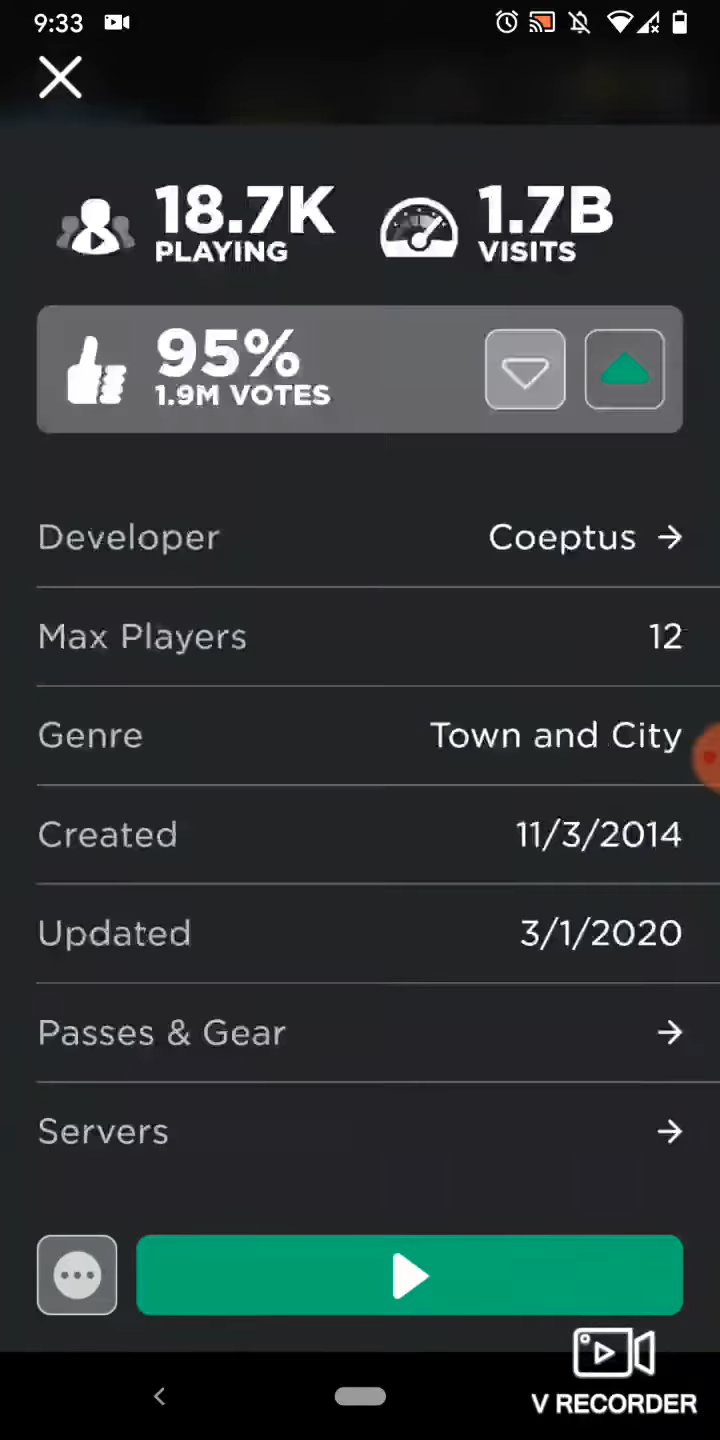 9:33
18.7K
PLAYING
1.7B
VISITS
95%
1.9M VOTES
Developer
Coeptus
Max Players
12
Genre
Town and City
Created
11/3/2014
Updated
3/1/2020
Passes & Gear
Servers
V RECORDER